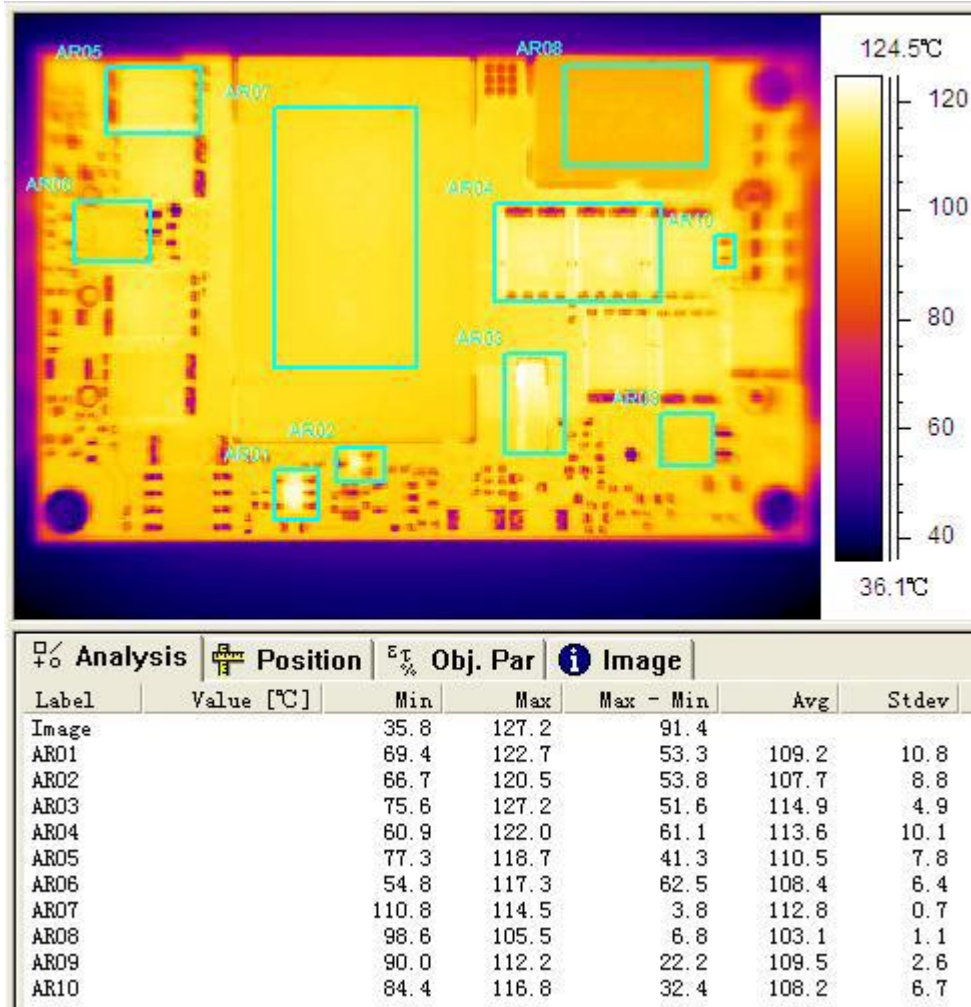 124.5℃
AR05
AR08
AR07
120
AR06
AR04
100
AR10
80
AR03
AR09
60
AR02
AR01
40
36.1℃
Analysis Position Obj. Par Image
Label Value [℃] Min Max Max - Min Avg Stdev
Image 35.8 127.2 91.4
AR01 69.4 122.7 53.3 109.2 10.8
AR02 66.7 120.5 53.8 107.7 8.8
AR03 75.6 127.2 51.6 114.9 4.9
AR04 60.9 122.0 61.1 113.6 10.1
AR05 77.3 118.7 41.3 110.5 7.8
AR06 54.8 117.3 62.5 108.4 6.4
AR07 110.8 114.5 3.8 112.8 0.7
AR08 98.6 105.5 6.8 103.1 1.1
AR09 90.0 112.2 22.2 109.5 2.6
AR10 84.4 116.8 32.4 108.2 6.7